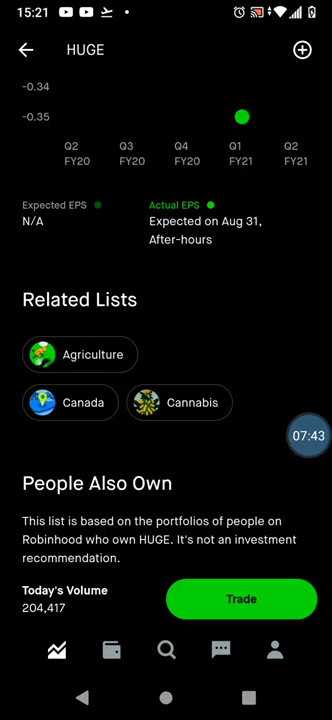 15:21
HUGE
-0.34
-0.35
Q2 Q3 Q4 Q1 Q2
FY20 FY20 FY20 FY21 FY21
Expected EPS
N/A
Actual EPS
Expected on Aug 31,
After-hours
Related Lists
Agriculture
Canada
Cannabis
07:43
People Also Own
This list is based on the portfolios of people on
Robinhood who own HUGE. It's not an investment
recommendation.
Today's Volume
204,417
Trade